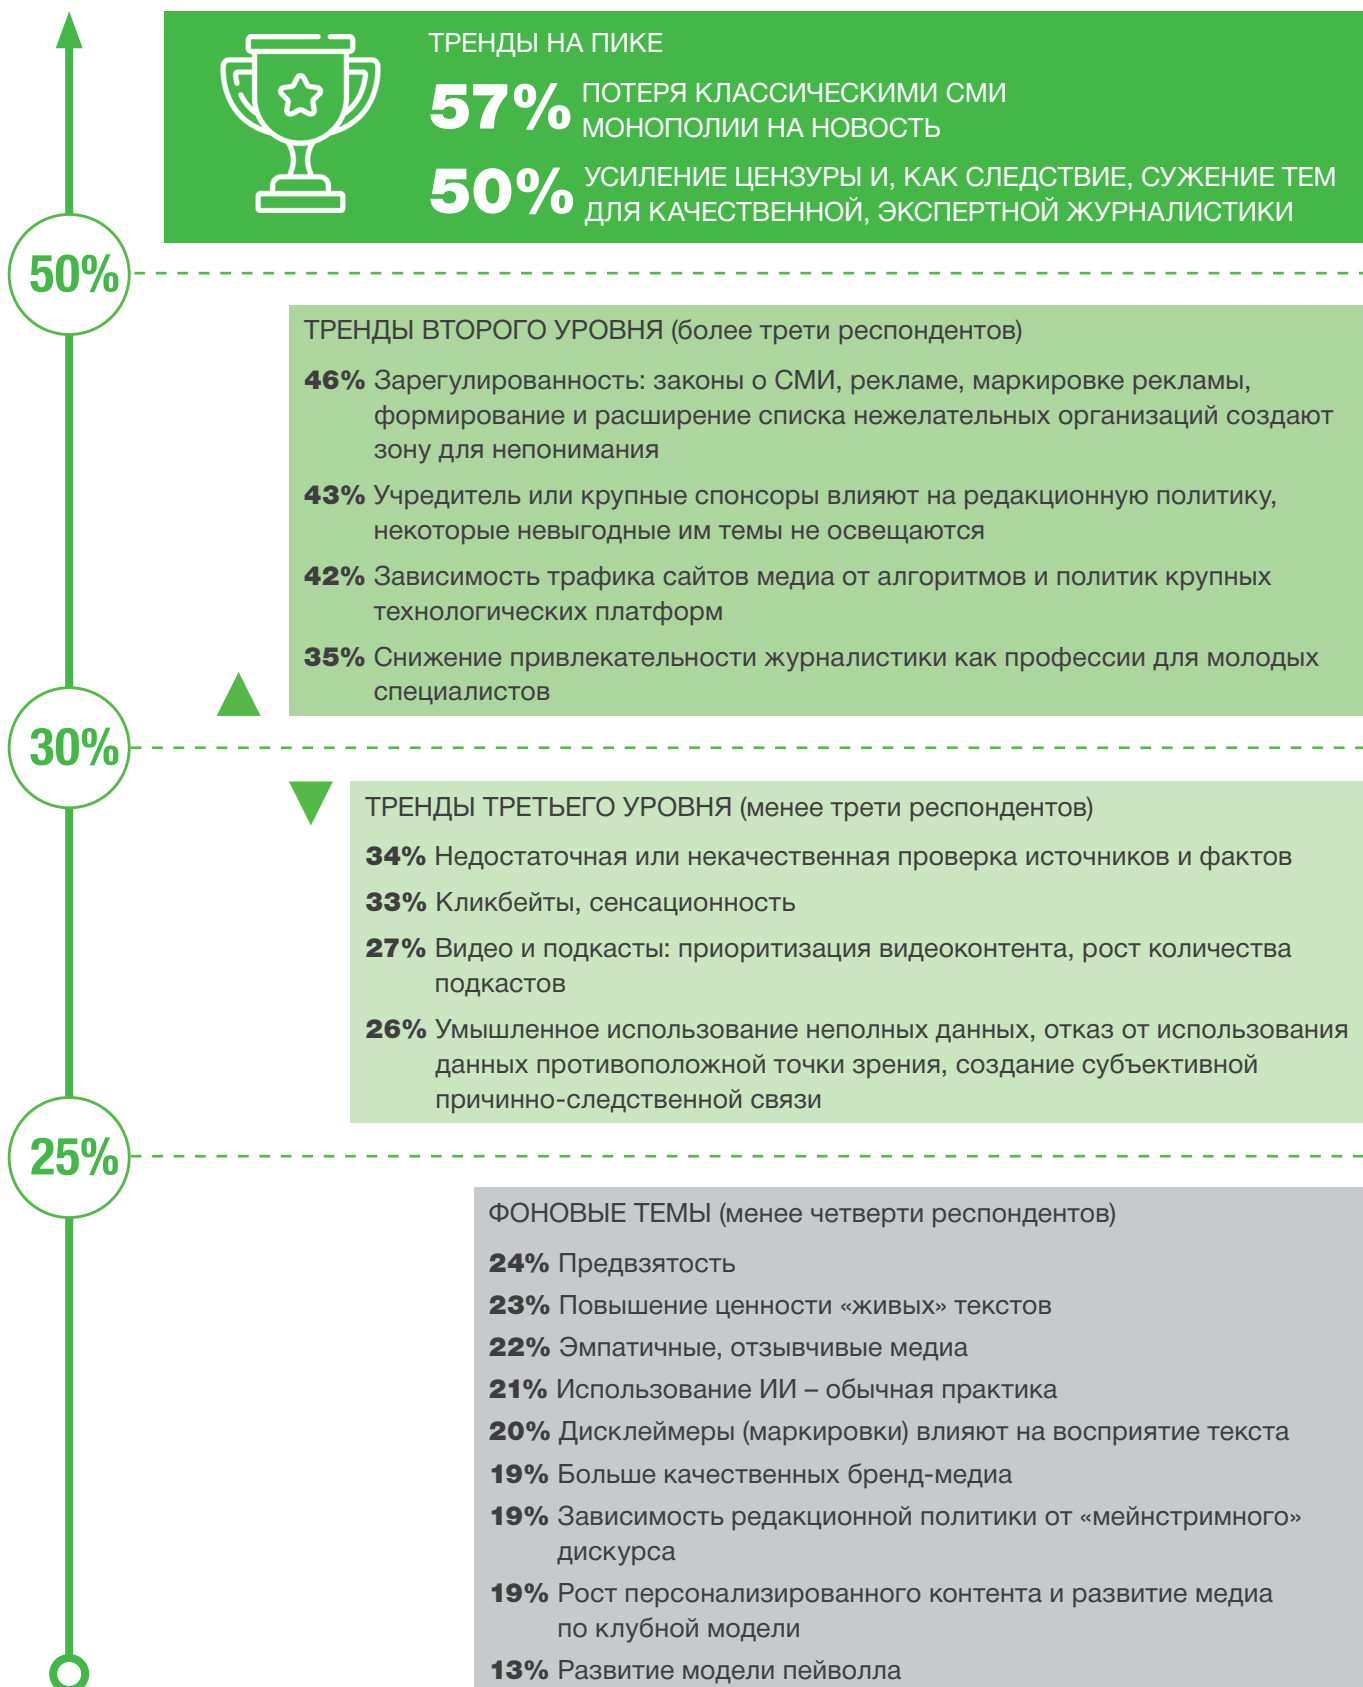 ТРЕНДЫ НА ПИКЕ
57% ПОТЕРЯ КЛАССИЧЕСКИМИ СМИ
МОНОПОЛИИ НА НОВОСТЬ
50% УСИЛЕНИЕ ЦЕНЗУРЫ И, КАК СЛЕДСТВИЕ, СУЖЕНИЕ ТЕМ
ДЛЯ КАЧЕСТВЕННОЙ, ЭКСПЕРТНОЙ ЖУРНАЛИСТИКИ
50%
ТРЕНДЫ ВТОРОГО УРОВНЯ (более трети респондентов)
46% Зарегулированность: законы о СМИ, рекламе, маркировке рекламы,
формирование и расширение списка нежелательных организаций создают
зону для непонимания
43% Учредитель или крупные спонсоры влияют на редакционную политику,
некоторые невыгодные им темы не освещаются
42% Зависимость трафика сайтов медиа от алгоритмов и политик крупных
технологических платформ
35% Снижение привлекательности журналистики как профессии для молодых
специалистов
30%
ТРЕНДЫ ТРЕТЬЕГО УРОВНЯ (менее трети респондентов)
34% Недостаточная или некачественная проверка источников и фактов
33% Кликбейты, сенсационность
27% Видео и подкасты: приоритизация видеоконтента, рост количества
подкастов
26% Умышленное использование неполных данных, отказ от использования
данных противоположной точки зрения, создание субъективной
причинно-следственной связи
25%
ФОНОВЫЕ ТЕМЫ (менее четверти респондентов)
24% Предвзятость
23% Повышение ценности «живых» текстов
22% Эмпатичные, отзывчивые медиа
21% Использование ИИ – обычная практика
20% Дисклеймеры (маркировки) влияют на восприятие текста
19% Больше качественных бренд-медиа
19% Зависимость редакционной политики от «мейнстримного»
дискурса
19% Рост персонализированного контента и развитие медиа
по клубной модели
13% Развитие модели пейволла